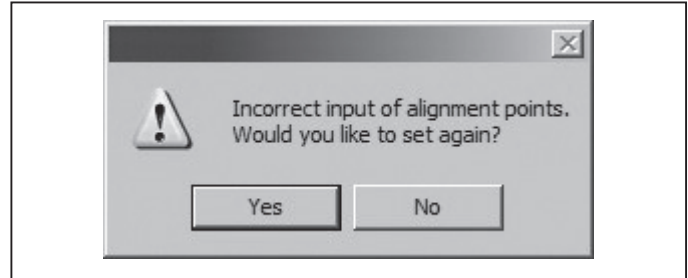 Incorrect input of alignment points.
Would you like to set again?
Yes
No